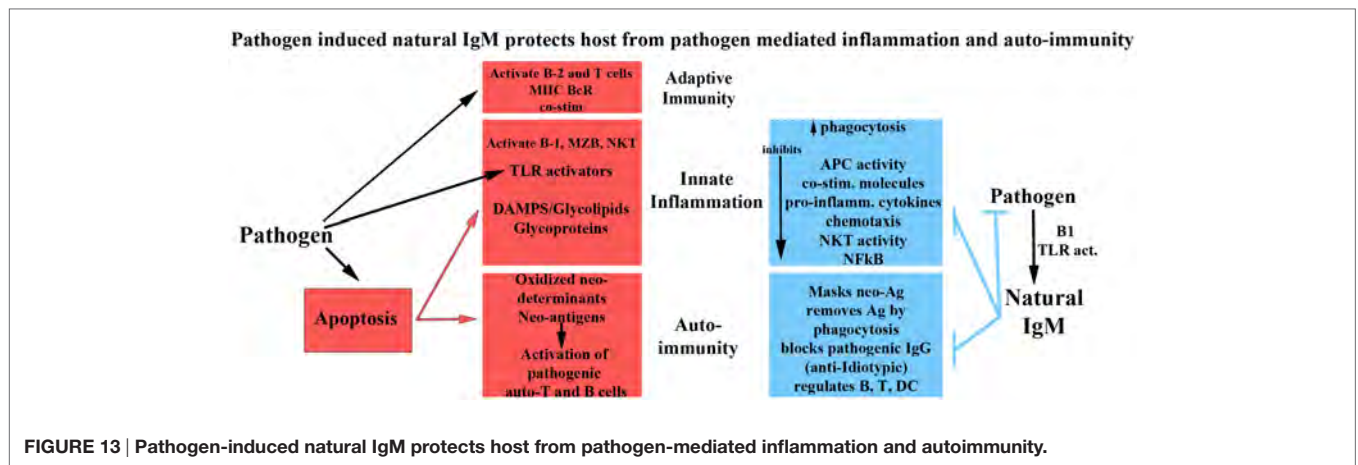 Pathogen induced natural IgM protects host from pathogen mediated inflammation and auto-immunity
Activate B-2 and T cells
MHC BcR
co-stim
Adaptive
Immunity
Activate B-1, MZB, NKT
TLR activators
DAMPS/Glycolipids
Glycoproteins
Innate
Inflammation
Pathogen
Apoptosis
Oxidized neo-
determinants
Neo-antigens
Activation of
pathogenic
auto-T and B cells
Auto-
immunity
phagocytosis
inhibits
APC activity
co-stim. molecules
pro-inflamm. cytokines
chemotaxis
NKT activity
NFkB
Masks neo-Ag
removes Ag by
phagocytosis
blocks pathogenic IgG
(anti-Idiotypic)
regulates B, T, DC
Pathogen
B1
TLR act.
Natural
IgM
FIGURE 13 | Pathogen-induced natural IgM protects host from pathogen-mediated inflammation and autoimmunity.